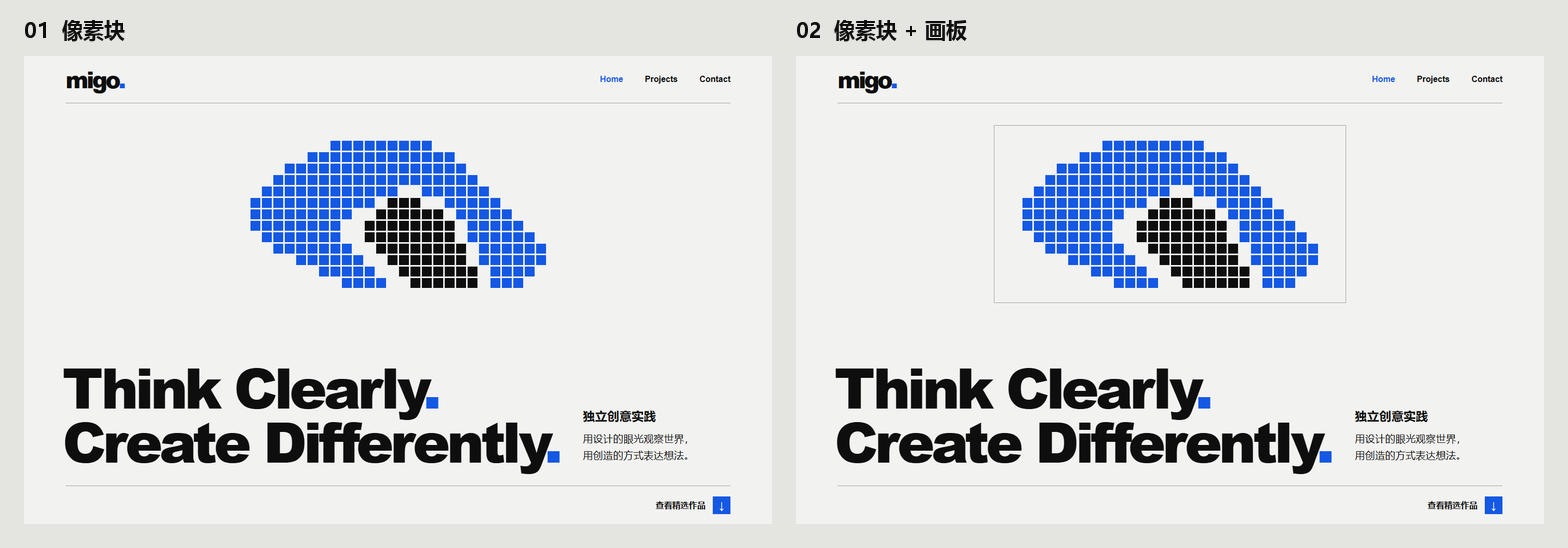 01 像素块
migo.
Home Projects Contact
Think Clearly.
Create Differently.
独立创意实践
用设计的眼光观察世界，
用创造的方式表达想法。
查看精选作品 ↓
02 像素块 + 画板
migo.
Home Projects Contact
Think Clearly.
Create Differently.
独立创意实践
用设计的眼光观察世界，
用创造的方式表达想法。
查看精选作品 ↓